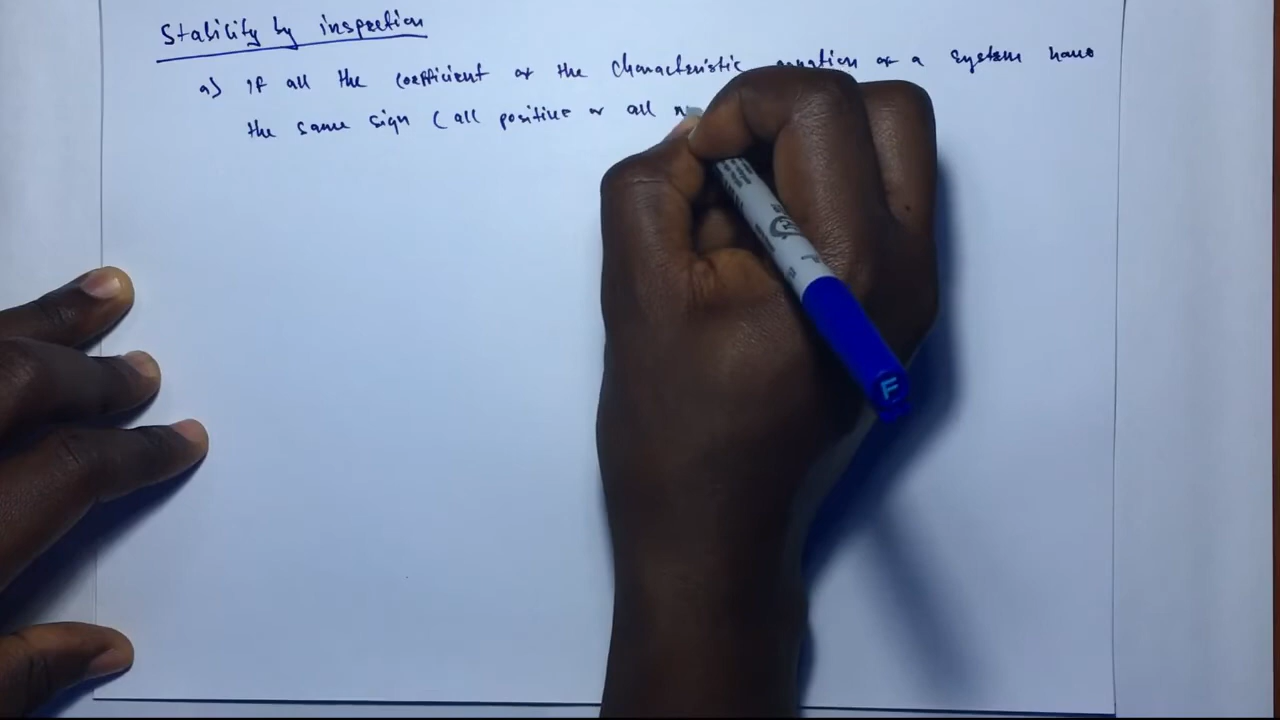 Stability by inspection
a) If all the coefficient of the characteristic equation of a system have
the same sign (all positive or all n
F